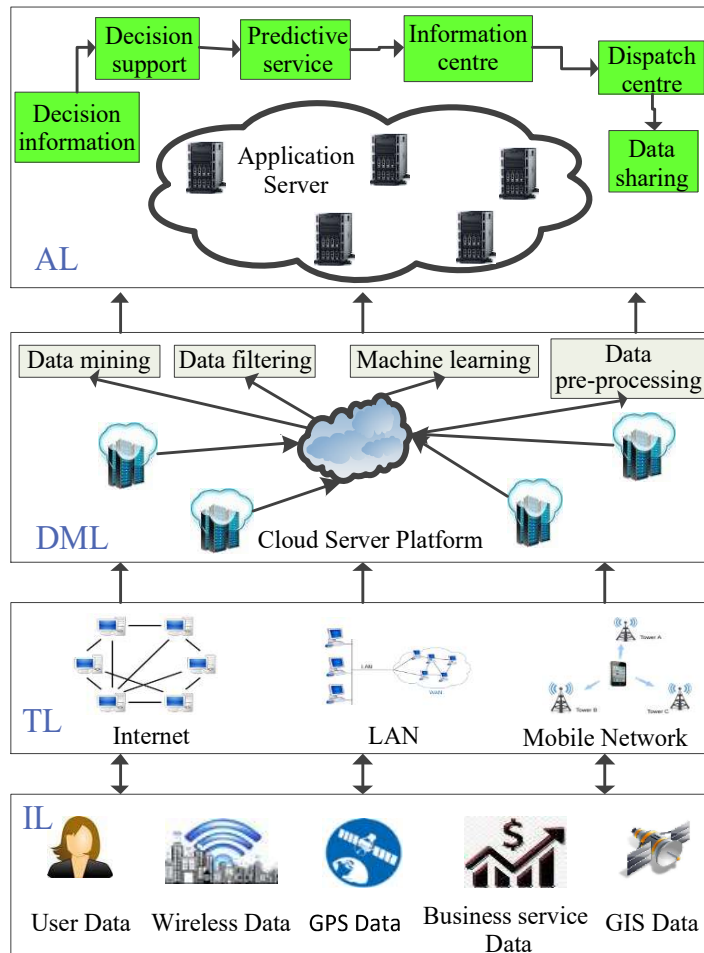 Decision
support
Predictive
service
Information
centre
Dispatch
centre
Decision
information
Data
sharing
Application
Server
AL
Data mining
Data filtering
Machine learning
Data
pre-processing
Cloud Server Platform
DML
Tower A
LAN
WAN
Tower B
Tower C
Internet
LAN
Mobile Network
TL
IL
$
User Data
Wireless Data
GPS Data
Business service
Data
GIS Data